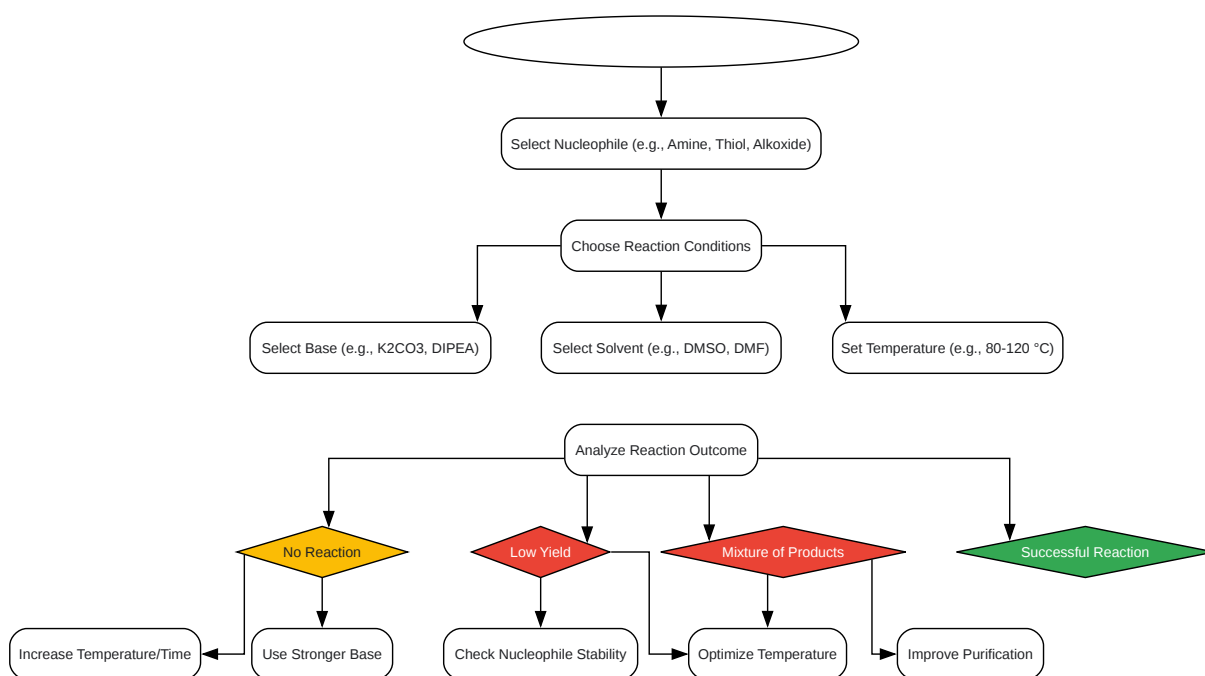 Select Nucleophile (e.g., Amine, Thiol, Alkoxide)
Choose Reaction Conditions
Select Base (e.g., K2CO3, DIPEA)
Select Solvent (e.g., DMSO, DMF)
Set Temperature (e.g., 80-120 °C)
Analyze Reaction Outcome
No Reaction
Low Yield
Mixture of Products
Successful Reaction
Increase Temperature/Time
Use Stronger Base
Check Nucleophile Stability
Optimize Temperature
Improve Purification